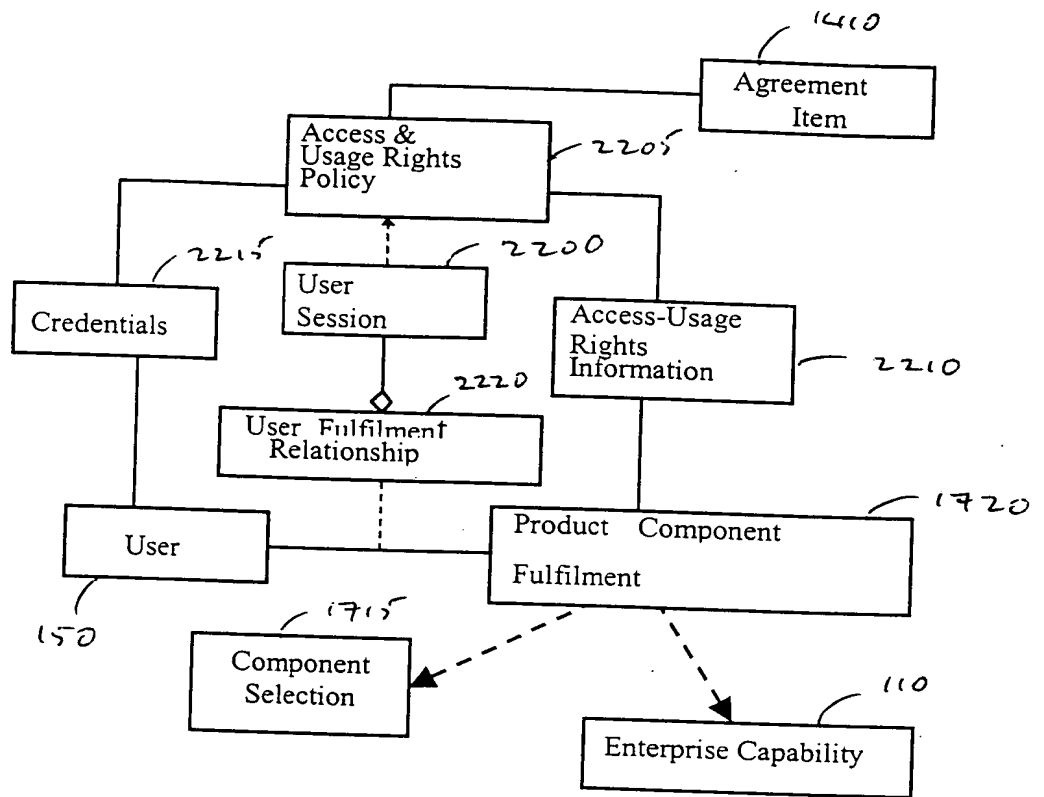 1410
Agreement
Item
Access &
Usage Rights
Policy
2205
2215
2200
User
Session
Credentials
Access-Usage
Rights
Information
2210
2220
User Fulfilment
Relationship
1720
Product Component
Fulfilment
User
150
1715
Component
Selection
110
Enterprise Capability